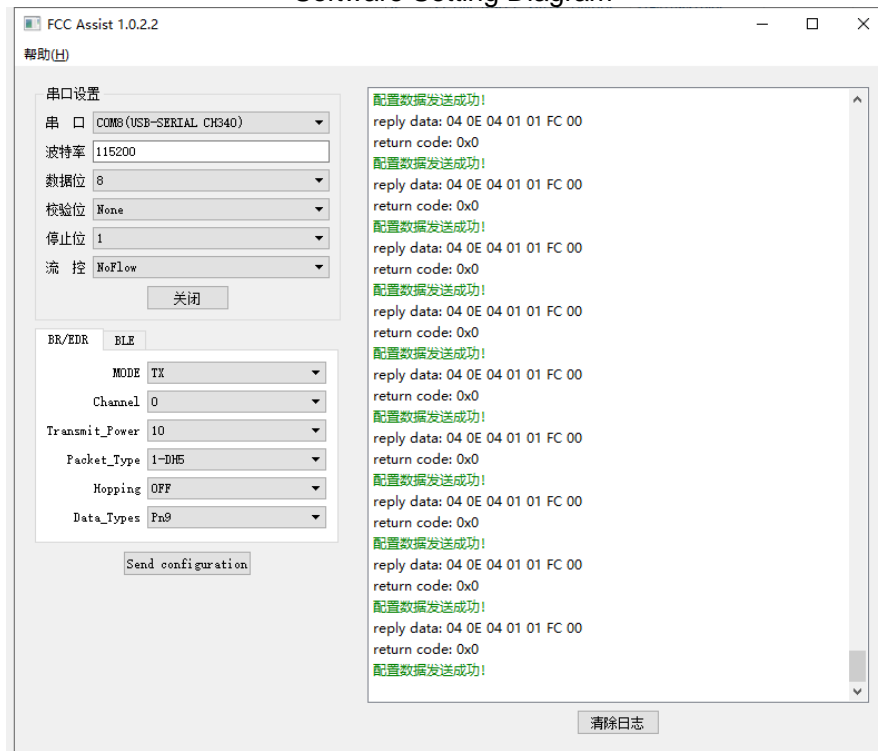 Software Setting Diagram
FCC Assist 1.0.2.2
帮助(H)
串口设置
串 口 COM8(USB-SERIAL CH340)
波特率 115200
数据位 8
校验位 None
停止位 1
流 控 NoFlow
关闭
BR/EDR BLE
MODE TX
Channel 0
Transmit_Power 10
Packet_Type 1-DH5
Hopping OFF
Data_Types Pn9
Send configuration
配置数据发送成功!
reply data: 04 0E 04 01 01 FC 00
return code: 0x0
配置数据发送成功!
reply data: 04 0E 04 01 01 FC 00
return code: 0x0
配置数据发送成功!
reply data: 04 0E 04 01 01 FC 00
return code: 0x0
配置数据发送成功!
reply data: 04 0E 04 01 01 FC 00
return code: 0x0
配置数据发送成功!
reply data: 04 0E 04 01 01 FC 00
return code: 0x0
配置数据发送成功!
reply data: 04 0E 04 01 01 FC 00
return code: 0x0
配置数据发送成功!
reply data: 04 0E 04 01 01 FC 00
return code: 0x0
配置数据发送成功!
reply data: 04 0E 04 01 01 FC 00
return code: 0x0
配置数据发送成功!
reply data: 04 0E 04 01 01 FC 00
return code: 0x0
配置数据发送成功!
清除日志